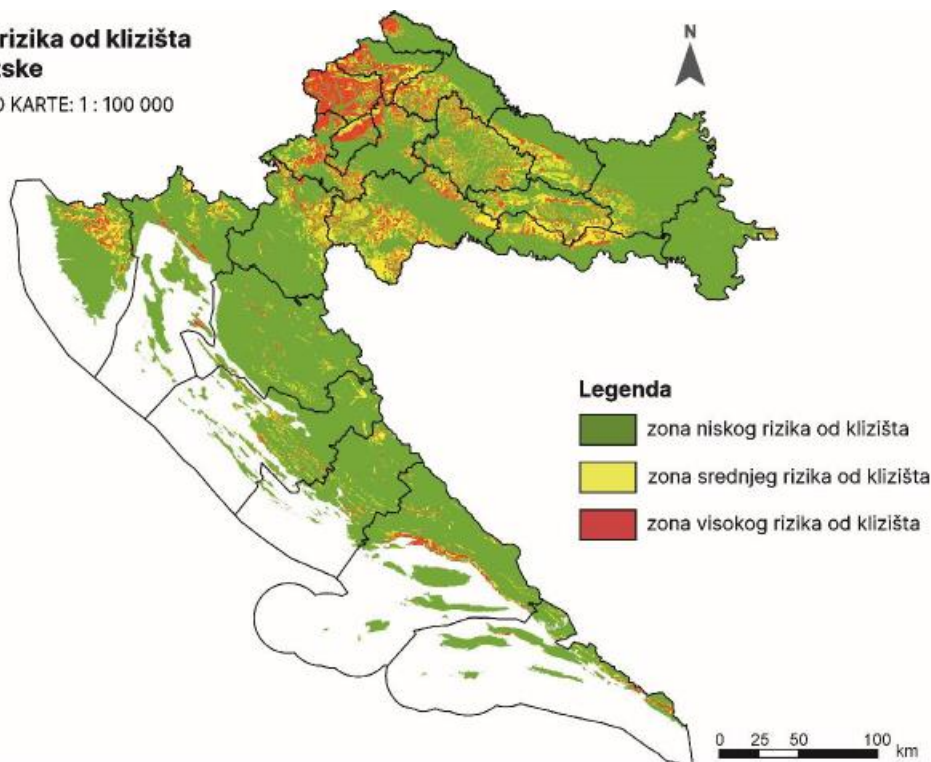 rizika od klizišta
KARTE: 1 : 100 000
N
Legenda
zona niskog rizika od klizišta
zona srednjeg rizika od klizišta
zona visokog rizika od klizišta
0 25 50 100
km